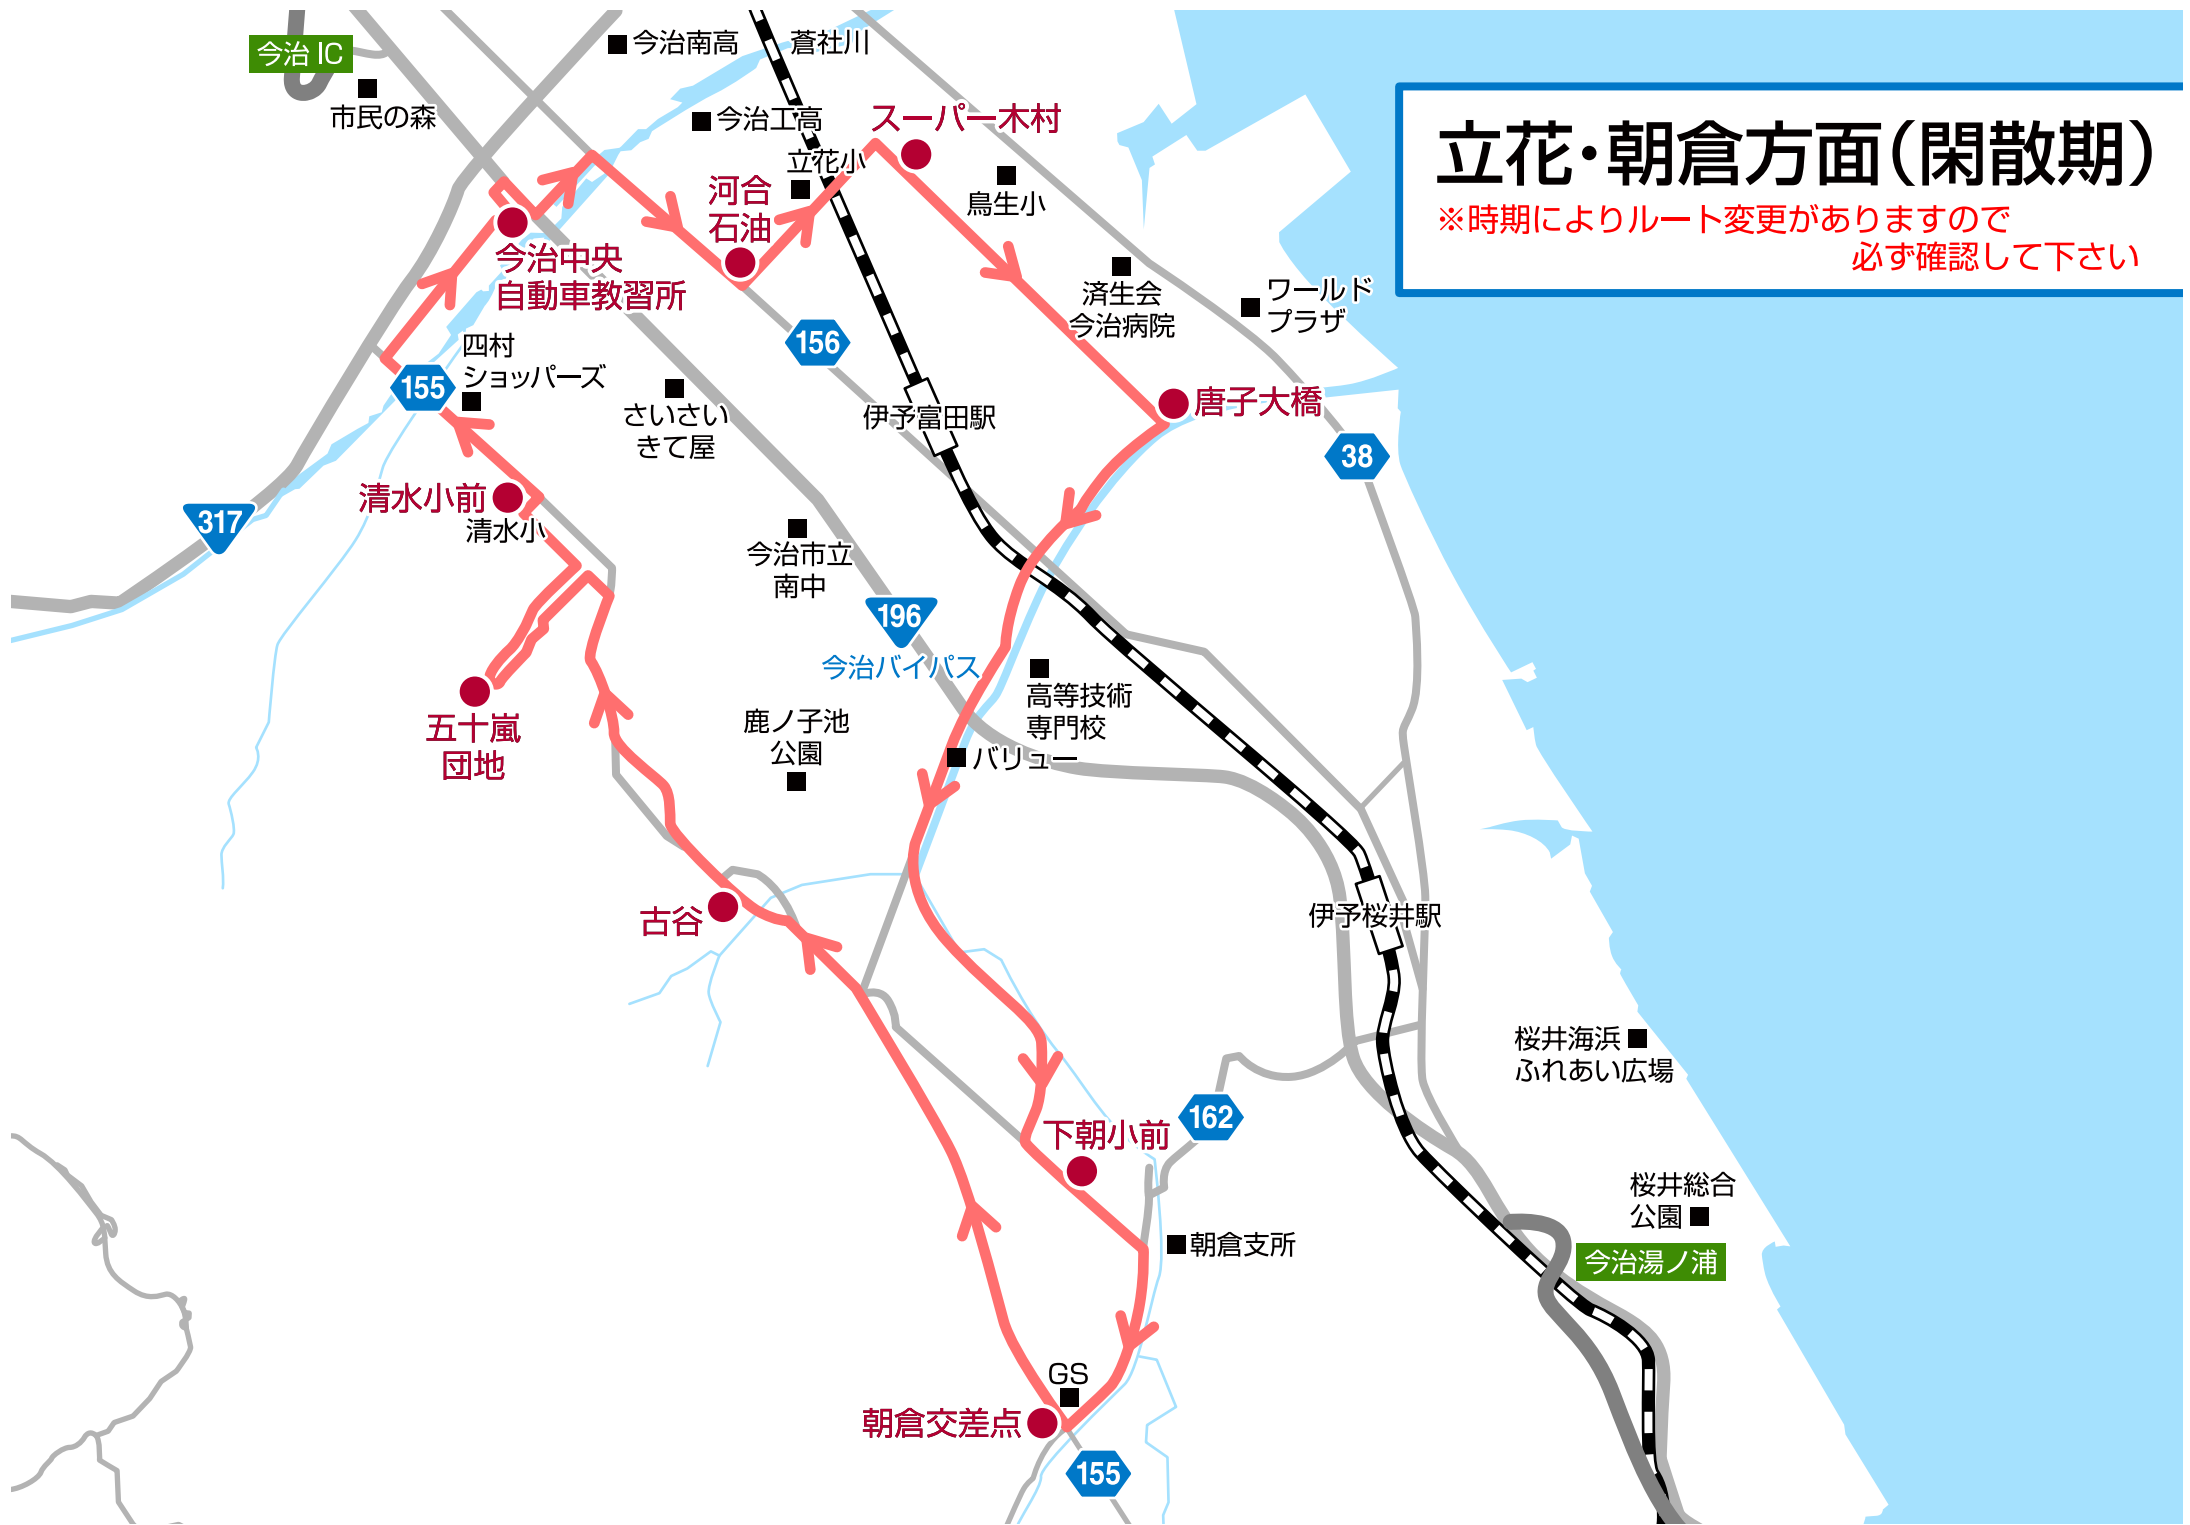 今治 IC
市民の森
今治南高
蒼社川
今治工高
スーパー木村
立花小
河合
石油
鳥生小
立花・朝倉方面(閑散期)
※時期によりルート変更がありますので
必ず確認して下さい
今治中央
自動車教習所
済生会
今治病院
ワールド
プラザ
156
四村
ショッパーズ
155
さいさい
きて屋
伊予富田駅
唐子大橋
38
清水小前
清水小
317
今治市立
南中
196
今治バイパス
高等技術
専門校
五十嵐
団地
鹿ノ子池
公園
バリュー
古谷
伊予桜井駅
桜井海浜
ふれあい広場
162
下朝小前
桜井総合
公園
朝倉支所
今治湯ノ浦
GS
朝倉交差点
155